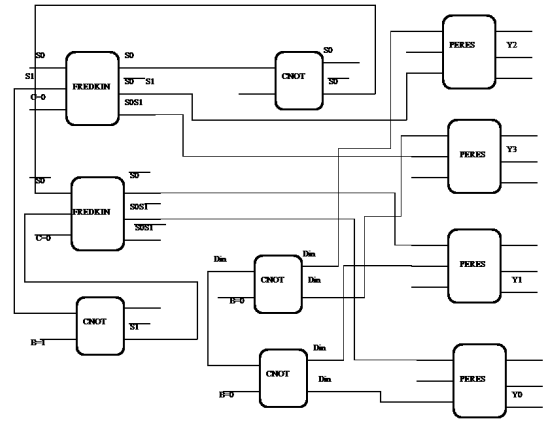 S0
S0
S0
PERES
Y2
S1
FREDKIN
S0 S1
CNOT
S0
C=0
S0S1
PERES
Y3
S0
S0
FREDKIN
S0S1
S0S1
C=0
Din
Din
PERES
Y1
CNOT
Din
B=0
CNOT
S1
B=1
Din
CNOT
Din
PERES
B=0
Y0